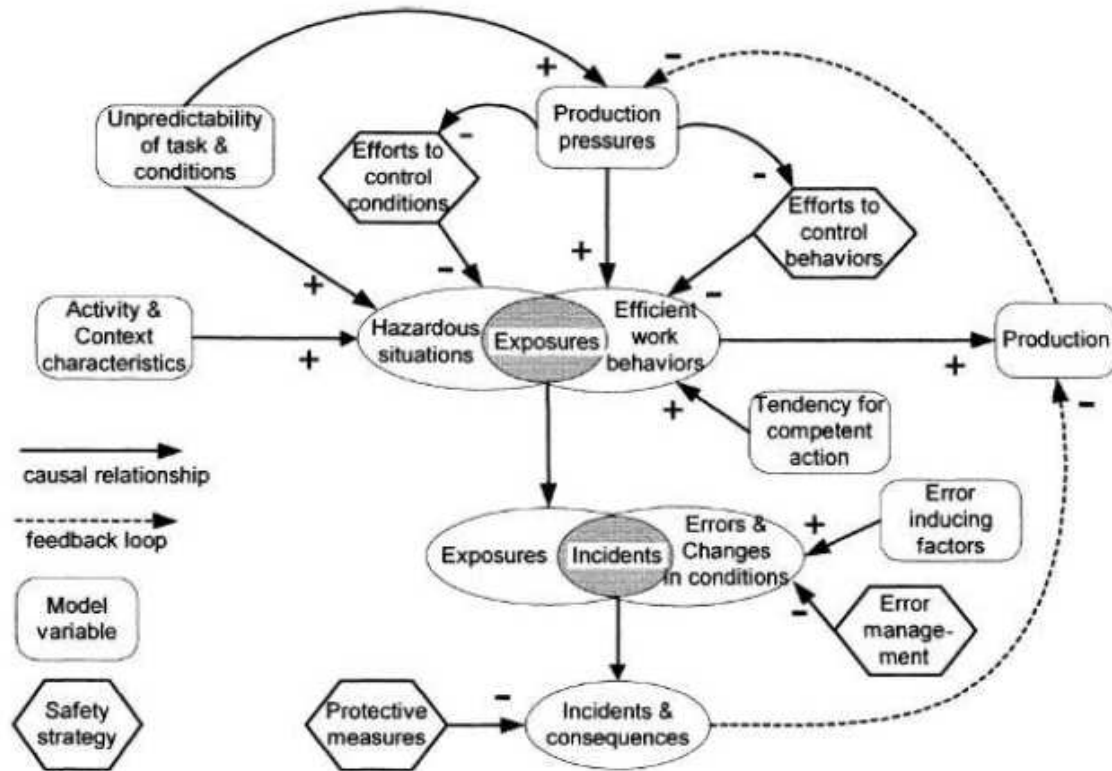 Unpredictability
of task &
conditions
+
Production
pressures
-
-
Efforts to
control
conditions
-
-
Efforts to
control
behaviors
+
-
+
-
Activity &
Context
characteristics
+
Hazardous
situations
Exposures
Efficient
work
behaviors
+
Production
-
+
Tendency for
competent
action
causal relationship
feedback loop
Exposures
Incidents
Errors &
Changes
in conditions
+
Error
inducing
factors
-
Error
manage-
ment
Model
variable
Safety
strategy
Protective
measures
-
Incidents &
consequences